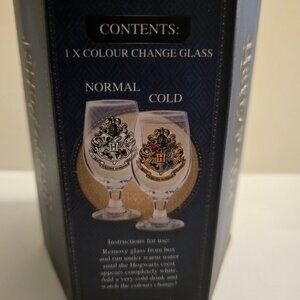 CONTENTS:
1 X COLOUR CHANGE GLASS
NORMAL
COLD
Instructions for use:
Remove glass from box
and run under warm water
until the Hogwarts crest
appears completely white.
Add a very cold drink and
watch the colours change!